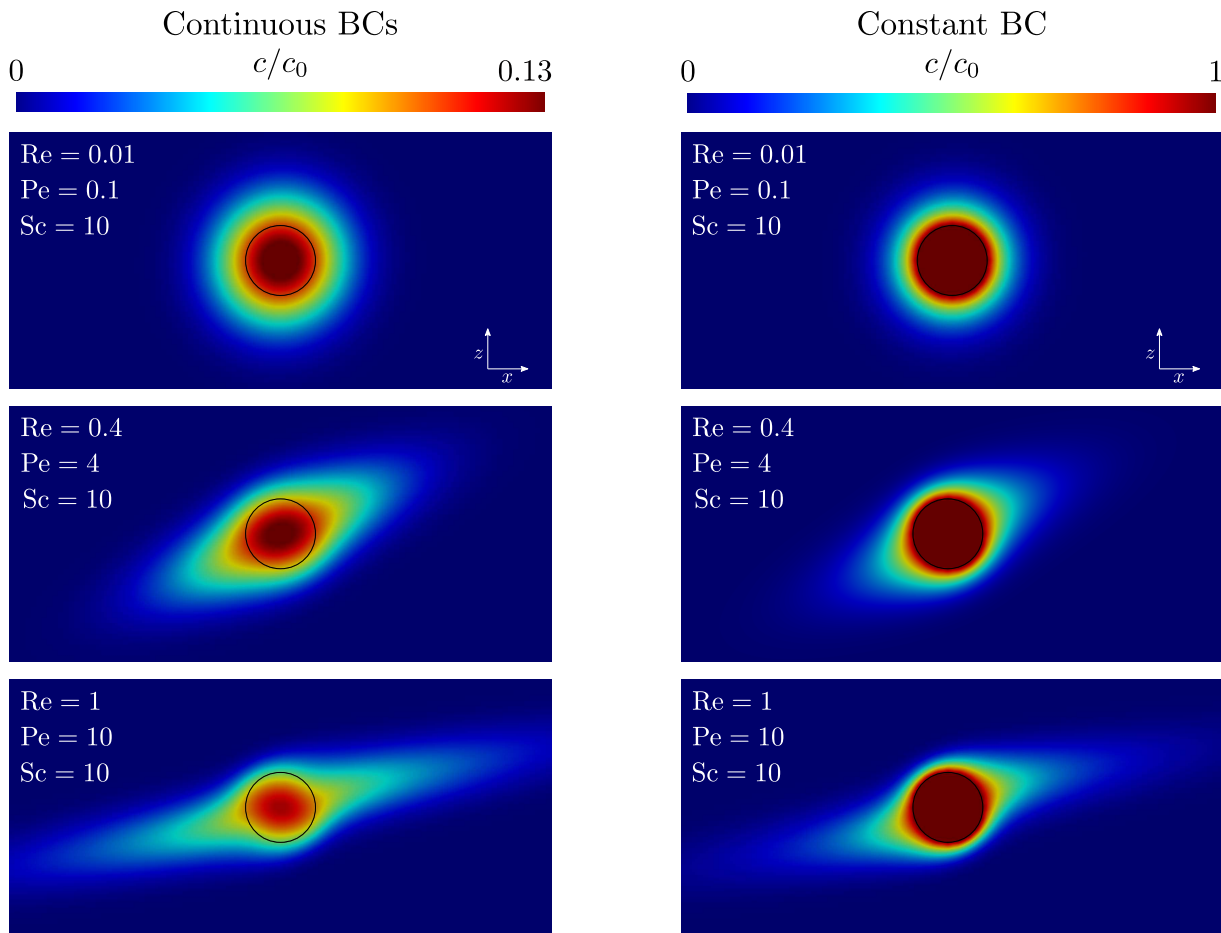 Continuous BCs
c/c₀
0 0.13
Re = 0.01
Pe = 0.1
Sc = 10
z
x
Re = 0.4
Pe = 4
Sc = 10
Re = 1
Pe = 10
Sc = 10
Constant BC
c/c₀
0 1
Re = 0.01
Pe = 0.1
Sc = 10
z
x
Re = 0.4
Pe = 4
Sc = 10
Re = 1
Pe = 10
Sc = 10